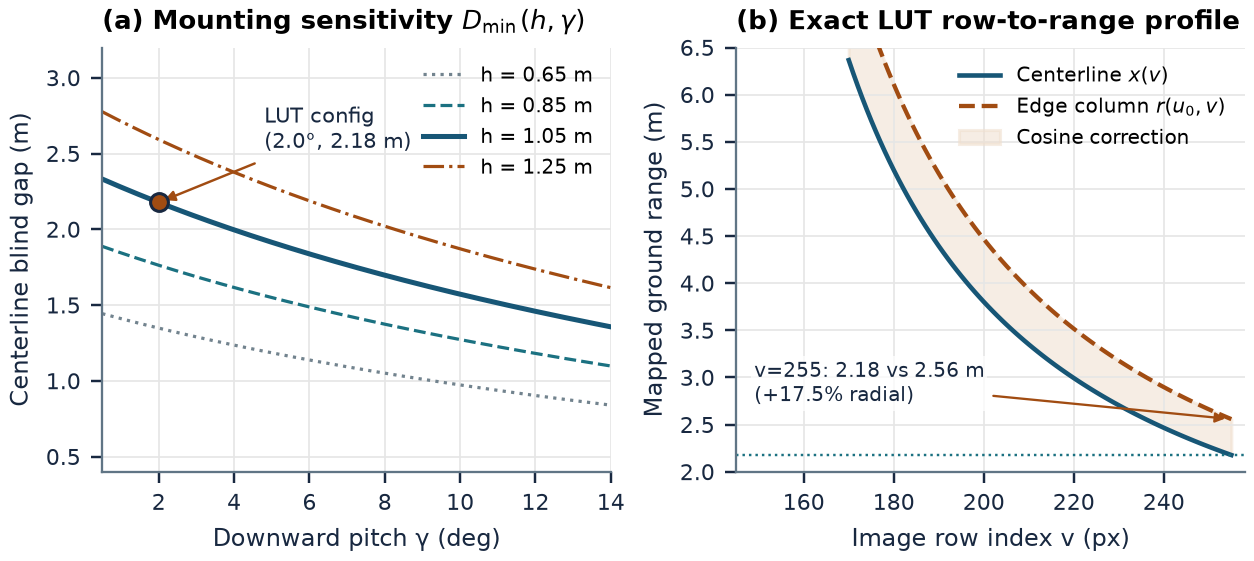 (a) Mounting sensitivity D_min(h, γ)
Centerline blind gap (m)
3.0
2.5
2.0
1.5
1.0
0.5
LUT config
(2.0°, 2.18 m)
h = 0.65 m
h = 0.85 m
h = 1.05 m
h = 1.25 m
2 4 6 8 10 12 14
Downward pitch γ (deg)
(b) Exact LUT row-to-range profile
Mapped ground range (m)
6.5
6.0
5.5
5.0
4.5
4.0
3.5
3.0
2.5
2.0
Centerline x(v)
Edge column r(u₀, v)
Cosine correction
v=255: 2.18 vs 2.56 m
(+17.5% radial)
160 180 200 220 240
Image row index v (px)